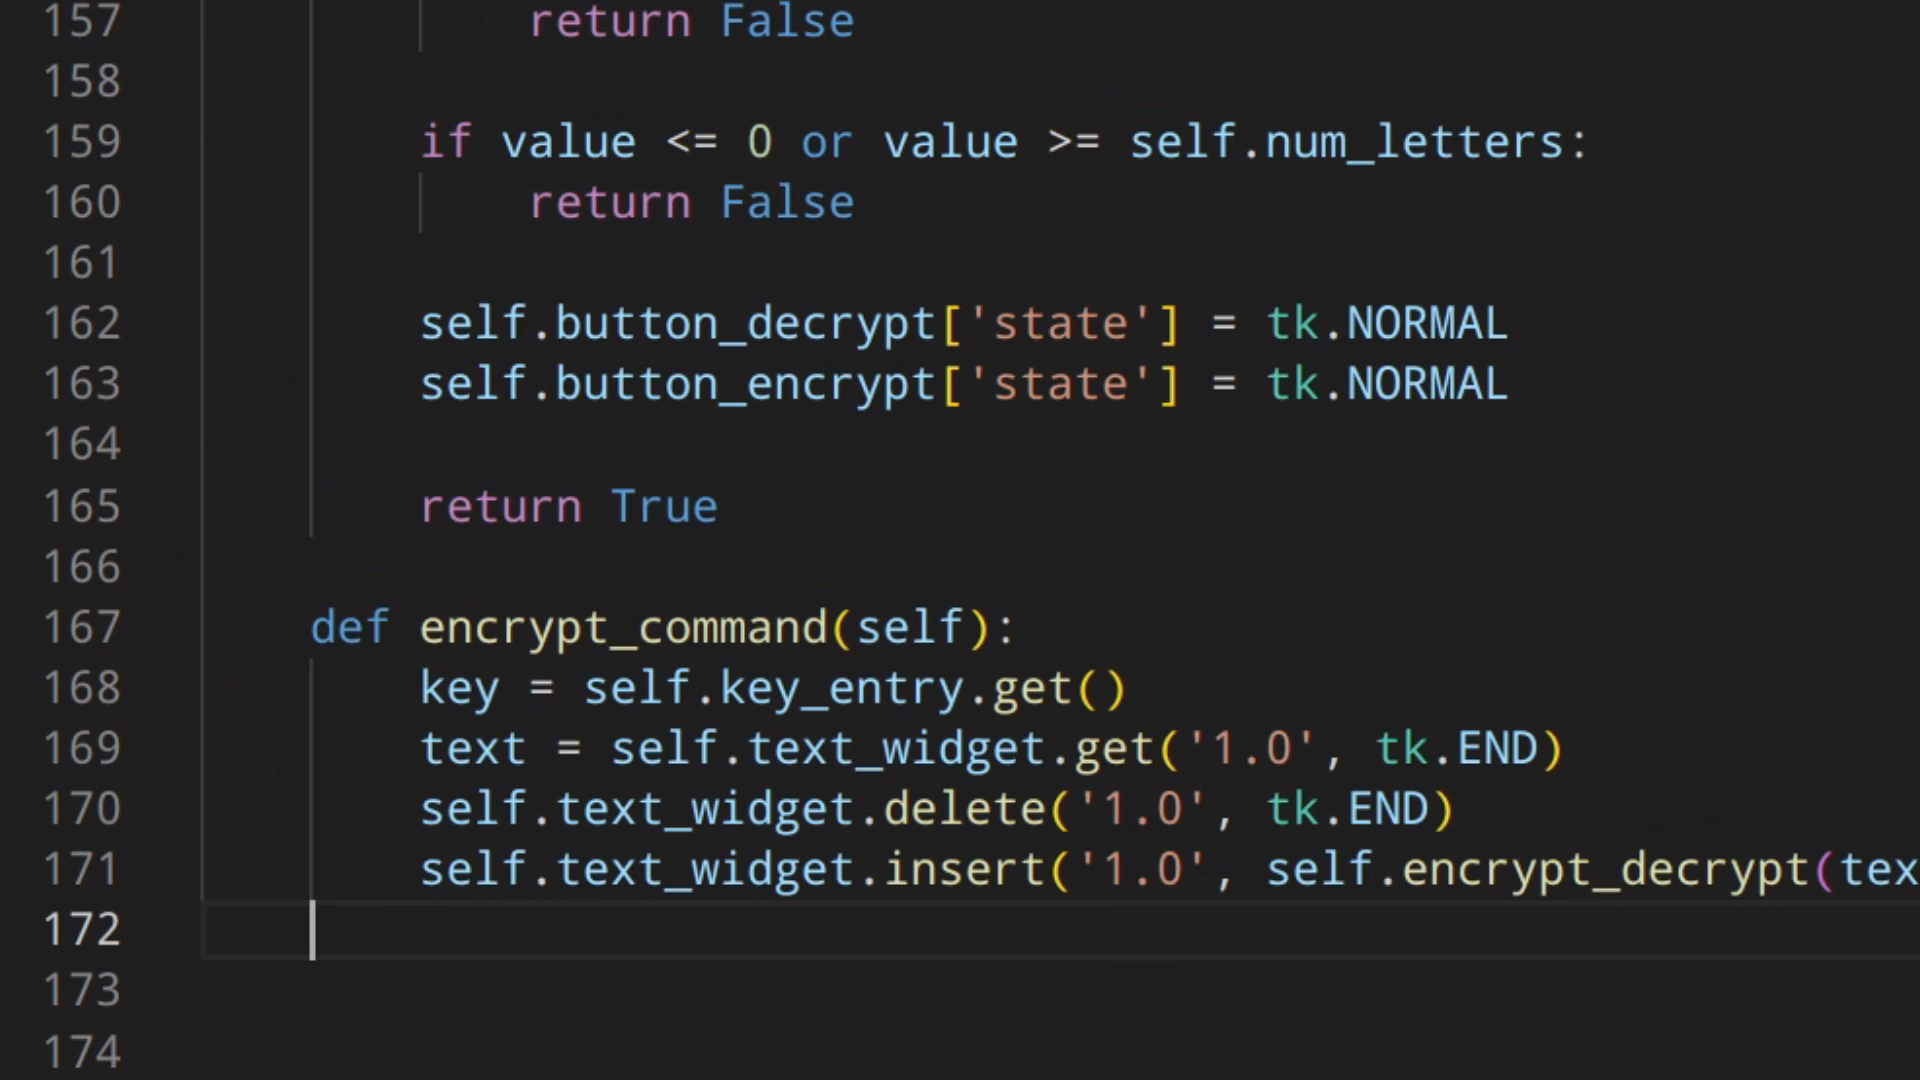 157 return False
158
159 if value <= 0 or value >= self.num_letters:
160 return False
161
162 self.button_decrypt['state'] = tk.NORMAL
163 self.button_encrypt['state'] = tk.NORMAL
164
165 return True
166
167 def encrypt_command(self):
168 key = self.key_entry.get()
169 text = self.text_widget.get('1.0', tk.END)
170 self.text_widget.delete('1.0', tk.END)
171 self.text_widget.insert('1.0', self.encrypt_decrypt(tex
172
173
174